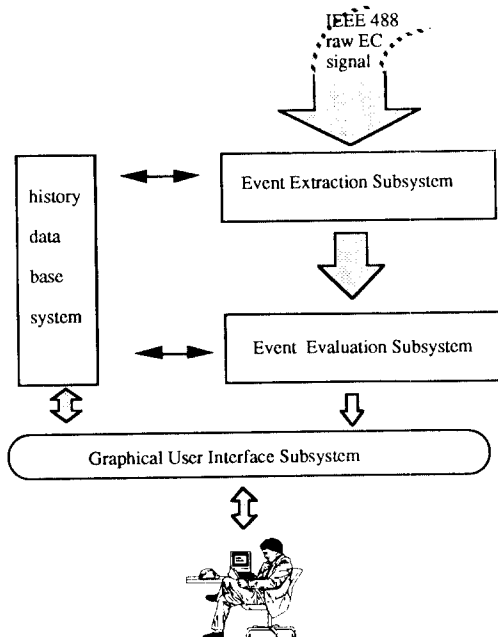 IEEE 488
raw EC
signal
Event Extraction Subsystem
history
data
base
system
Event Evaluation Subsystem
Graphical User Interface Subsystem